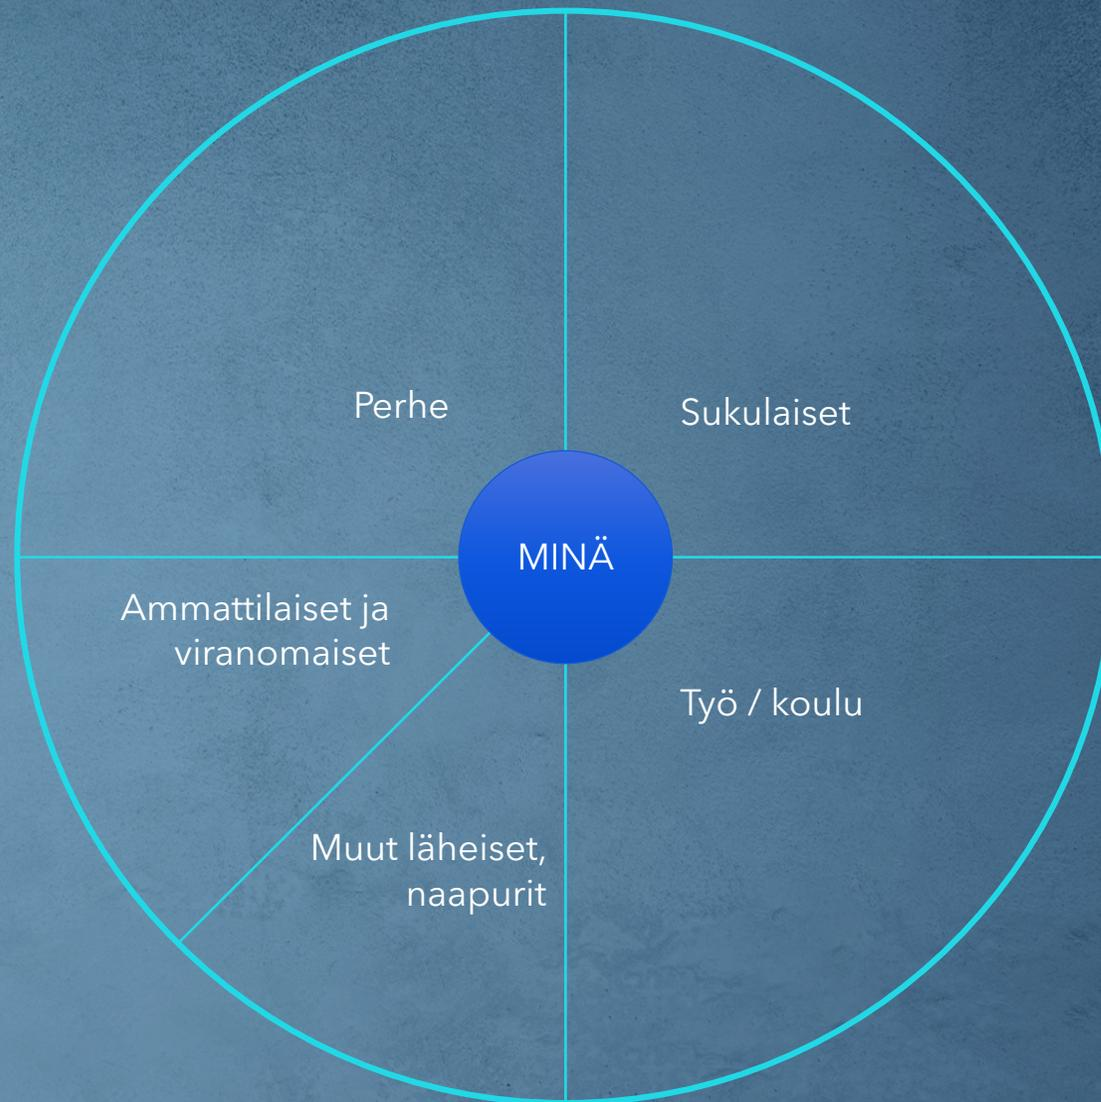 Perhe
Sukulaiset
MINÄ
Ammattilaiset ja
viranomaiset
Työ / koulu
Muut läheiset,
naapurit